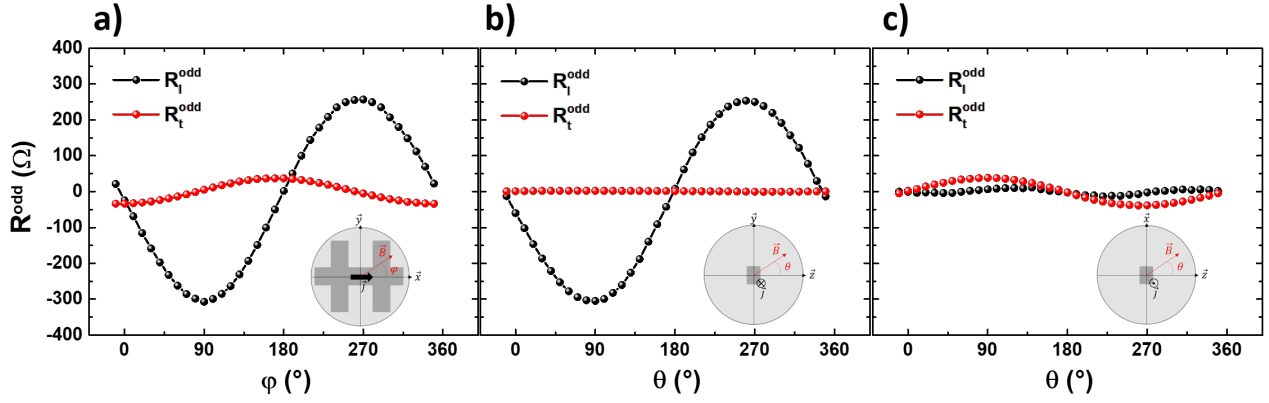 a)
b)
c)
R^odd (Ω)
400
300
200
100
0
-100
-200
-300
-400
R_l^odd
R_t^odd
y⃗
B⃗
φ
x⃗
j⃗
0 90 180 270 360
φ (°)
R_l^odd
R_t^odd
y⃗
B⃗
θ
z⃗
j⃗
0 90 180 270 360
θ (°)
R_l^odd
R_t^odd
x⃗
B⃗
θ
z⃗
j⃗
0 90 180 270 360
θ (°)